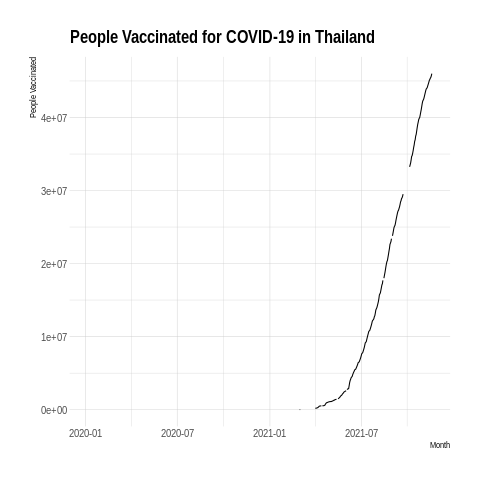 People Vaccinated for COVID-19 in Thailand
People Vaccinated
4e+07
3e+07
2e+07
1e+07
0e+00
2020-01 2020-07 2021-01 2021-07
Month